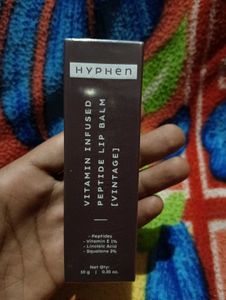 HYPHEN
VITAMIN INFUSED
PEPTIDE LIP BALM
[VINTAGE]
- Peptides
- Vitamin E 1%
- Linoleic Acid
- Squalane 2%
Net Qty:
10 g | 0.35 oz.